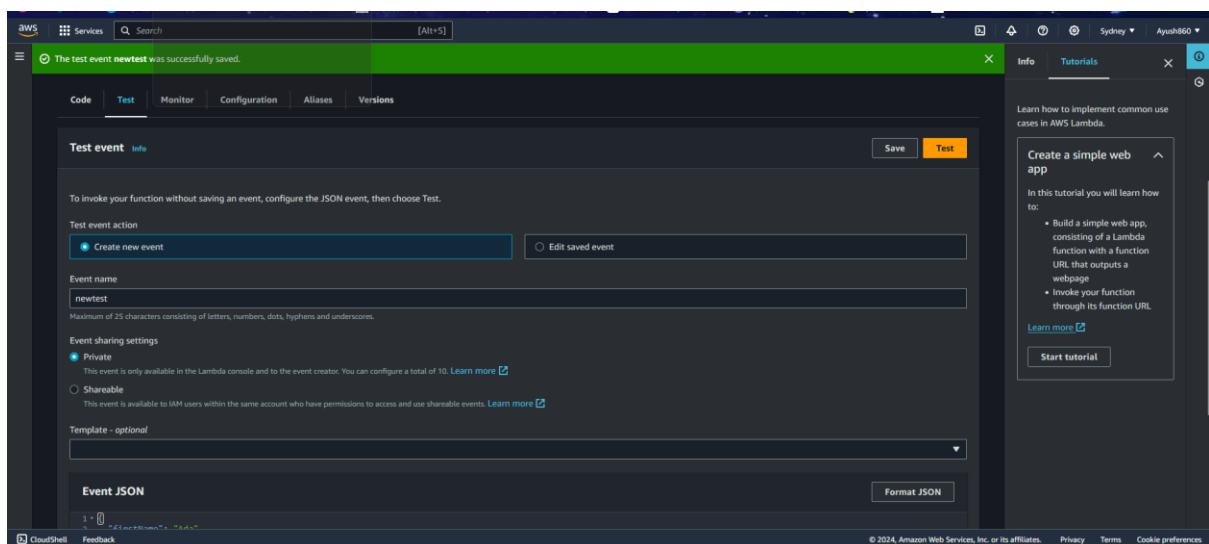 aws
Services
Search
[Alt+S]
Sydney ▼
Ayush860 ▼
The test event newtest was successfully saved.
Code
Test
Monitor
Configuration
Aliases
Versions
Test event Info
Save
Test
To invoke your function without saving an event, configure the JSON event, then choose Test.
Test event action
Create new event
Edit saved event
Event name
newtest
Maximum of 25 characters consisting of letters, numbers, dots, hyphens and underscores.
Event sharing settings
Private
This event is only available in the Lambda console and to the event creator. You can configure a total of 10. Learn more
Shareable
This event is available to IAM users within the same account who have permissions to access and use shareable events. Learn more
Template - optional
Event JSON
Format JSON
1 ▾ {
"firstName": "Ada"
Info
Tutorials
Learn how to implement common use
cases in AWS Lambda.
Create a simple web
app
In this tutorial you will learn how
to:
• Build a simple web app,
consisting of a Lambda
function with a function
URL that outputs a
webpage
• Invoke your function
through its function URL
Learn more
Start tutorial
CloudShell
Feedback
© 2024, Amazon Web Services, Inc. or its affiliates.
Privacy
Terms
Cookie preferences